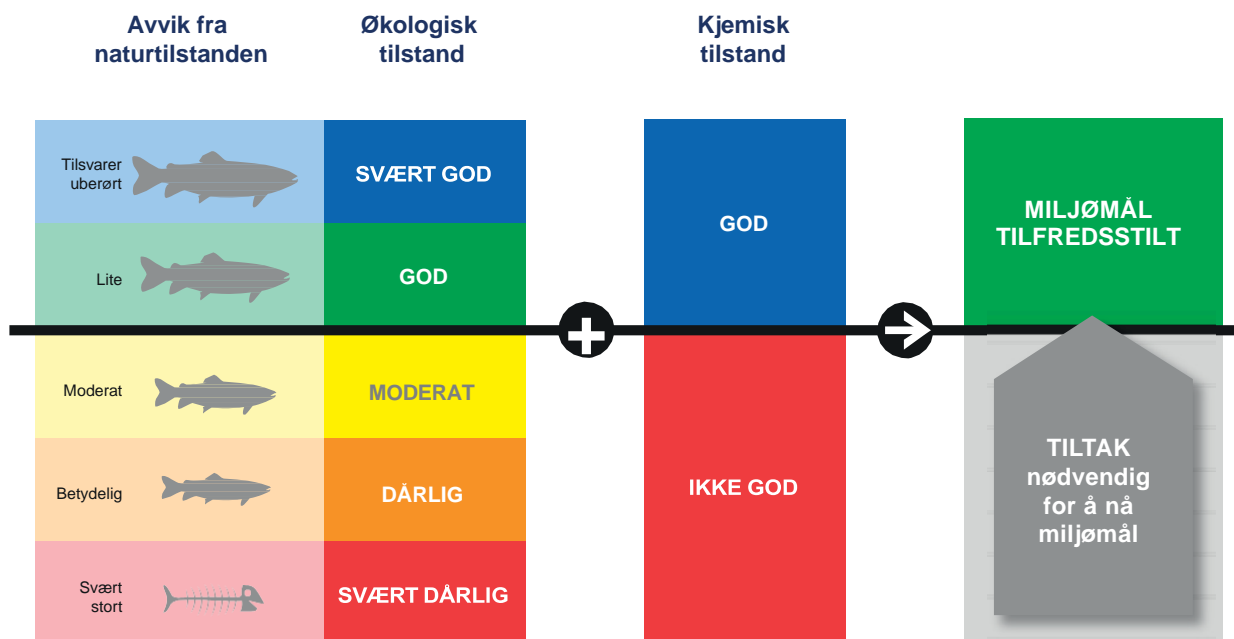 Avvik fra
naturtilstanden
Økologisk
tilstand
Kjemisk
tilstand
Tilsvarer
uberørt
SVÆRT GOD
Lite
GOD
GOD
MILJØMÅL
TILFREDSSTILT
Moderat
MODERAT
Betydelig
DÅRLIG
Svært
stort
SVÆRT DÅRLIG
IKKE GOD
TILTAK
nødvendig
for å nå
miljømål